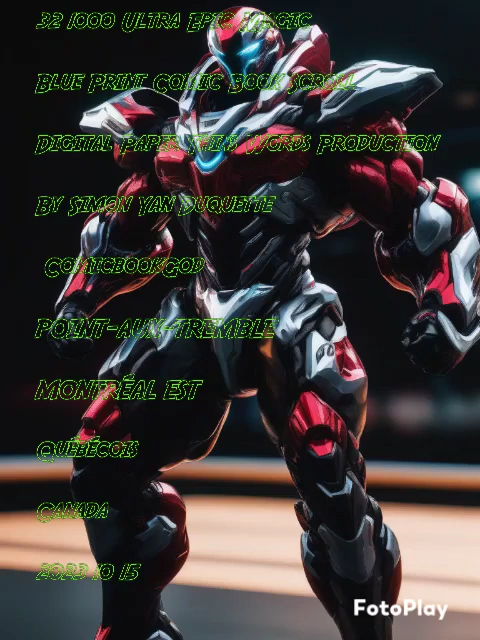 32 1000 Ultra Epic Magic
Blue Print Comic Book Scroll
Digital Paper This Words Production
By Simon Yan Duquette
ComicbookGod
Point-aux-Tremble
Montréal Est
Québécois
Canada
2023 10 15
FotoPlay